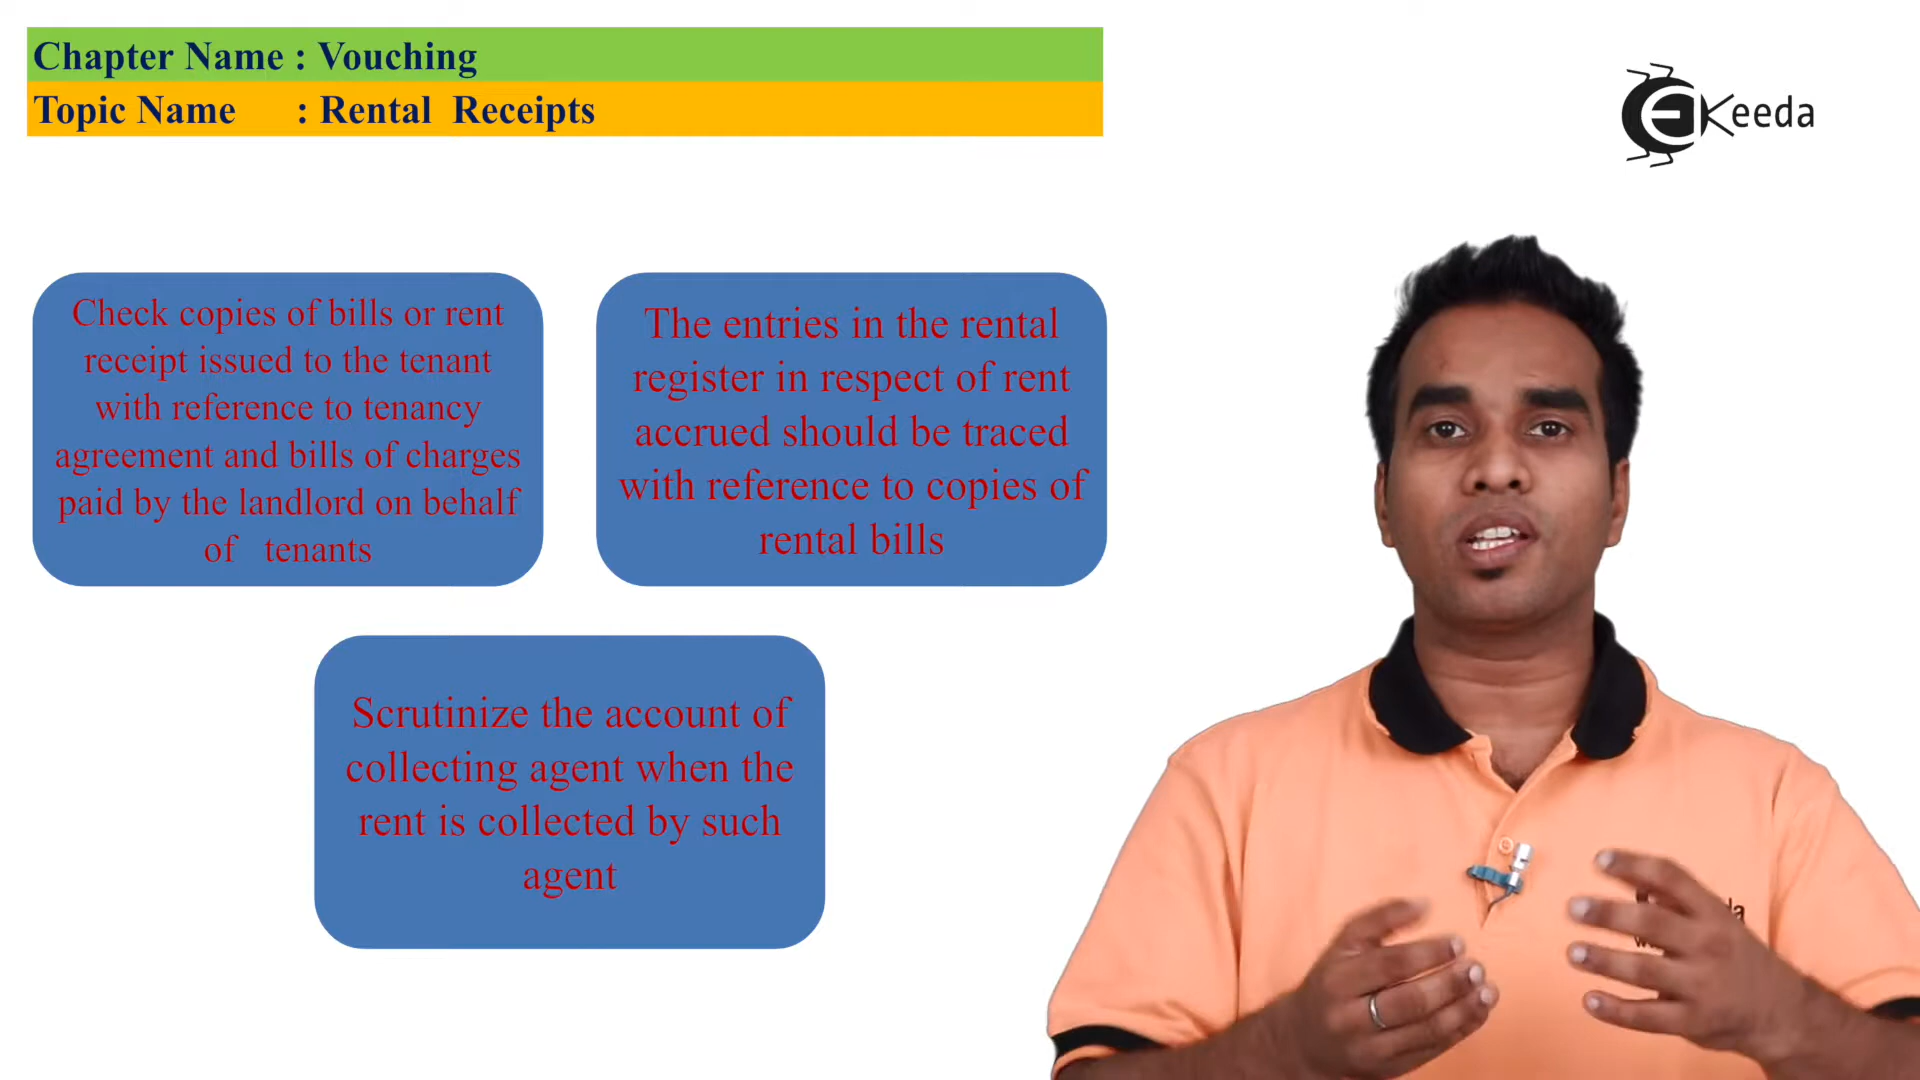 Chapter Name : Vouching
Topic Name : Rental Receipts
Keeda
Check copies of bills or rent
receipt issued to the tenant
with reference to tenancy
agreement and bills of charges
paid by the landlord on behalf
of tenants
The entries in the rental
register in respect of rent
accrued should be traced
with reference to copies of
rental bills
Scrutinize the account of
collecting agent when the
rent is collected by such
agent